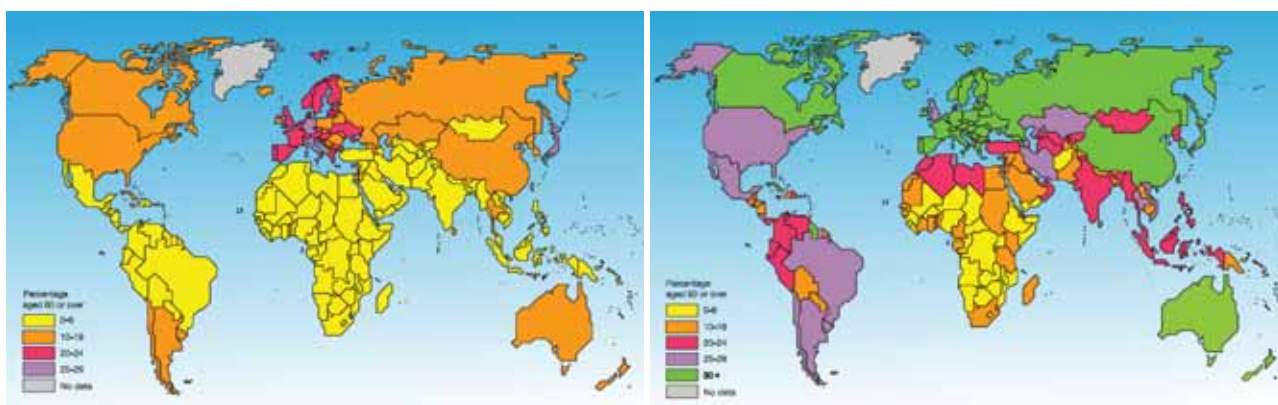 Percentage
aged 60 or over
0–9
10–19
20–24
25–29
No data
Percentage
aged 60 or over
0–9
10–19
20–24
25–29
30+
No data